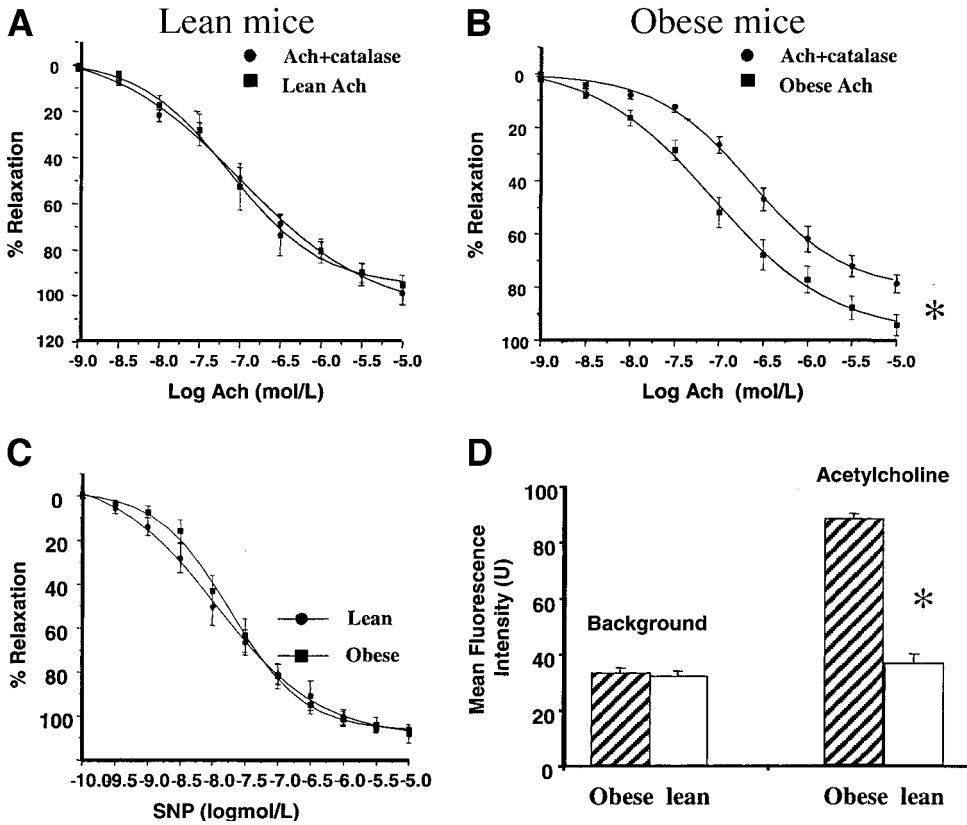 A
Lean mice
Ach+catalase
Lean Ach
0
20
40
60
80
100
120
% Relaxation
-9.0 -8.5 -8.0 -7.5 -7.0 -6.5 -6.0 -5.5 -5.0
Log Ach (mol/L)
B
Obese mice
Ach+catalase
Obese Ach
0
20
40
60
80
100
% Relaxation
*
-9.0 -8.5 -8.0 -7.5 -7.0 -6.5 -6.0 -5.5 -5.0
Log Ach (mol/L)
C
0
20
40
60
80
100
% Relaxation
Lean
Obese
-10.0-9.5-9.0-8.5-8.0-7.5-7.0-6.5-6.0-5.5-5.0
SNP (logmol/L)
D
Acetylcholine
100
80
60
40
20
0
Mean Fluorescence
Intensity (U)
Background
*
Obese lean
Obese lean